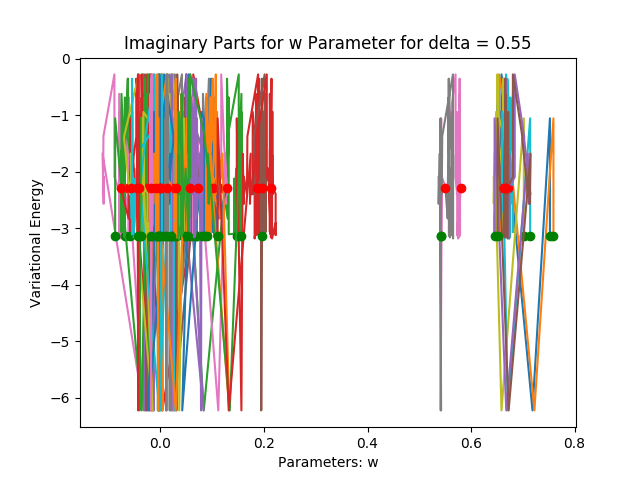 Imaginary Parts for w Parameter for delta = 0.55
0
−1
−2
−3
−4
−5
−6
Variational Energy
0.0 0.2 0.4 0.6 0.8
Parameters: w